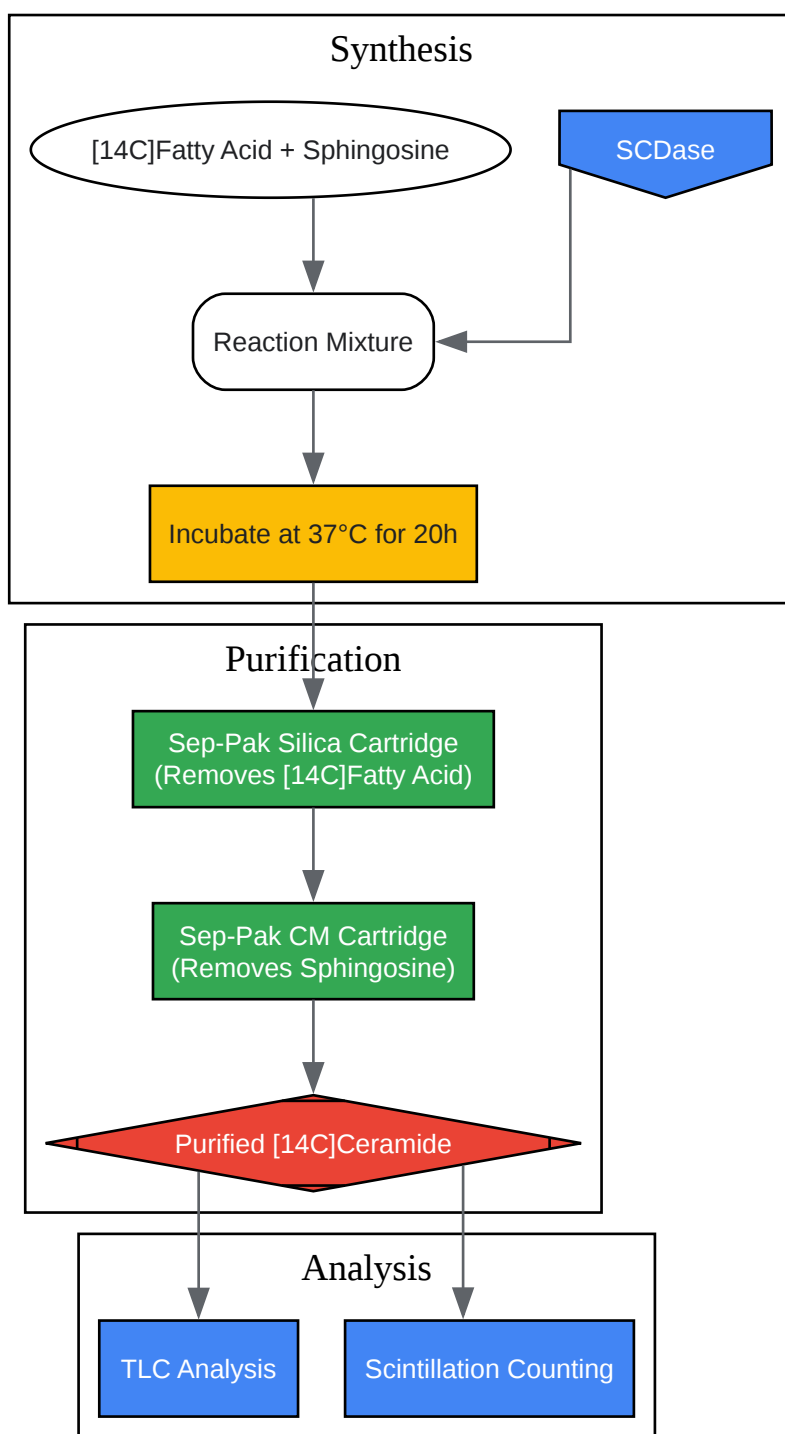 Synthesis
[14C]Fatty Acid + Sphingosine
SCDase
Reaction Mixture
Incubate at 37°C for 20h
Purification
Sep-Pak Silica Cartridge
(Removes [14C]Fatty Acid)
Sep-Pak CM Cartridge
(Removes Sphingosine)
Purified [14C]Ceramide
Analysis
TLC Analysis
Scintillation Counting